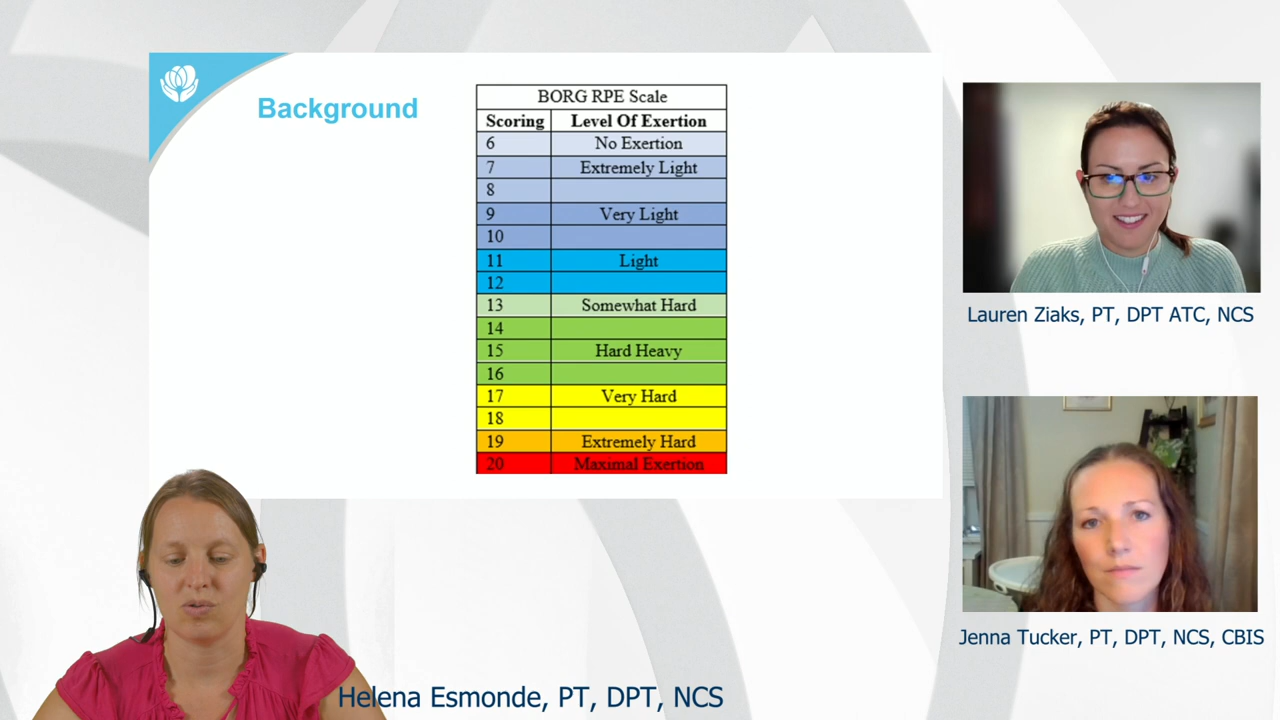 Background
BORG RPE Scale
Scoring Level Of Exertion
6 No Exertion
7 Extremely Light
8
9 Very Light
10
11 Light
12
13 Somewhat Hard
14
15 Hard Heavy
16
17 Very Hard
18
19 Extremely Hard
20 Maximal Exertion
Lauren Ziaks, PT, DPT ATC, NCS
Jenna Tucker, PT, DPT, NCS, CBIS
Helena Esmonde, PT, DPT, NCS